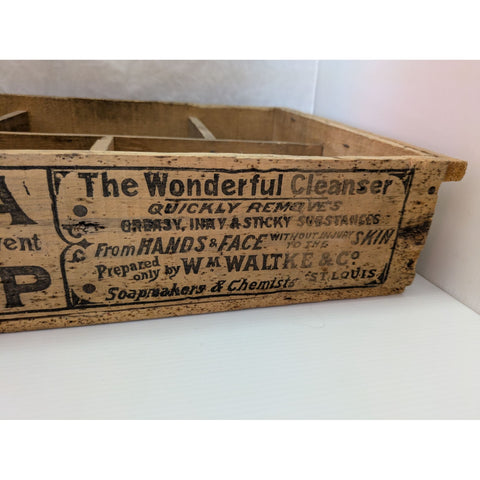 A
The Wonderful Cleanser
QUICKLY REMOVES
vent
GREASY, INKY & STICKY SUBSTANCES
From HANDS & FACE WITHOUT INJURY TO THE SKIN
P
Prepared only by WM WALTKE & Co
ST. LOUIS
Soapmakers & Chemists